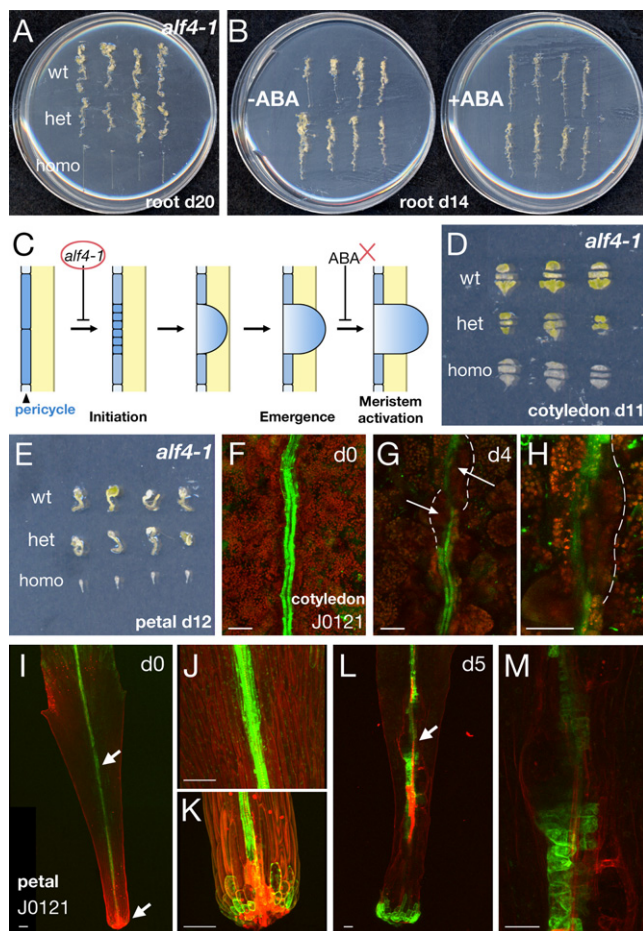 A
alf4-1
wt
het
homo
root d20
B
-ABA
+ABA
root d14
C
alf4-1
ABA
pericycle
Initiation
Emergence
Meristem
activation
D
alf4-1
wt
het
homo
cotyledon d11
E
alf4-1
wt
het
homo
petal d12
F
d0
cotyledon
J0121
G
d4
H
I
d0
petal
J0121
J
K
L
d5
M